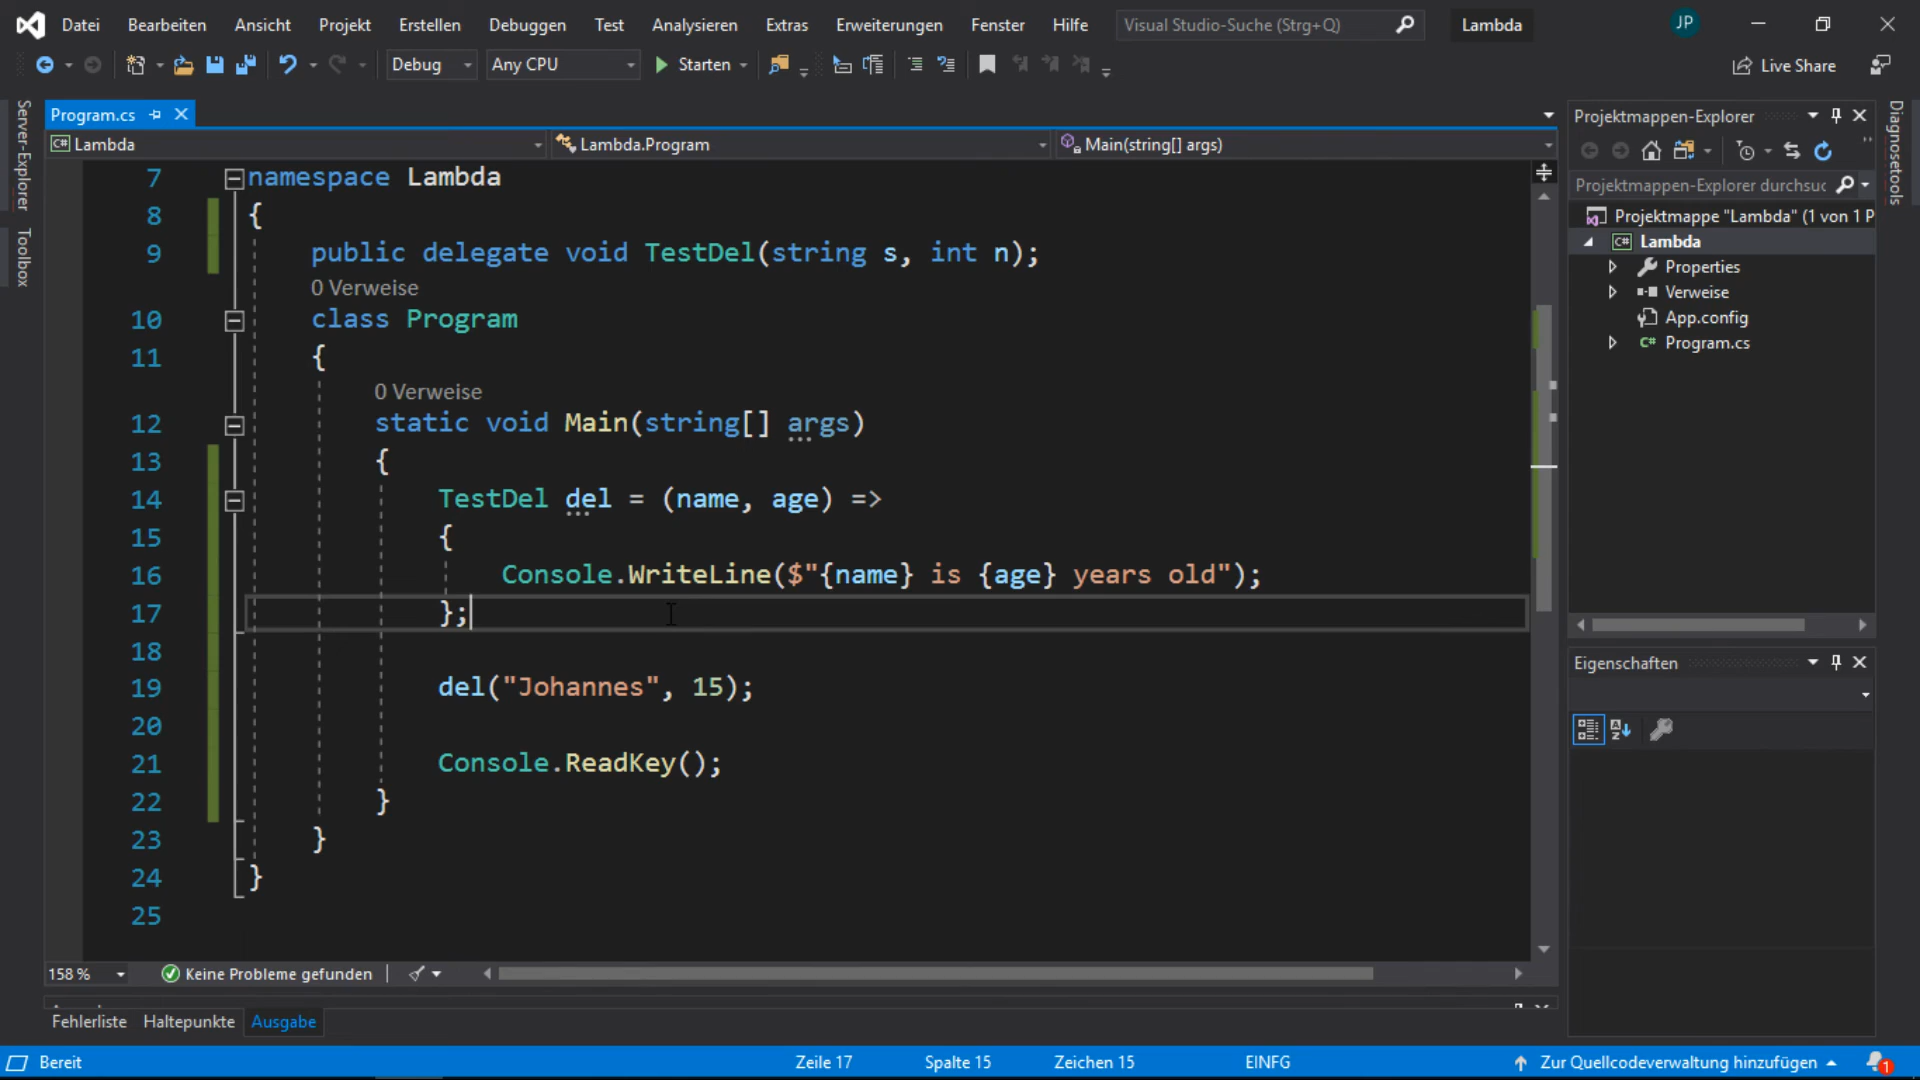 Datei Bearbeiten Ansicht Projekt Erstellen Debuggen Test Analysieren Extras Erweiterungen Fenster Hilfe Visual Studio-Suche (Strg+Q) Lambda JP
Debug Any CPU Starten Live Share
Server-Explorer
Toolbox
Program.cs
Lambda Lambda.Program Main(string[] args)
7 namespace Lambda
8 {
9 public delegate void TestDel(string s, int n);
0 Verweise
10 class Program
11 {
0 Verweise
12 static void Main(string[] args)
13 {
14 TestDel del = (name, age) =>
15 {
16 Console.WriteLine($"{name} is {age} years old");
17 };
18
19 del("Johannes", 15);
20
21 Console.ReadKey();
22 }
23 }
24 }
25
158 % Keine Probleme gefunden
Fehlerliste Haltepunkte Ausgabe
Projektmappen-Explorer
Projektmappen-Explorer durchsuc
Projektmappe "Lambda" (1 von 1 P
Lambda
Properties
Verweise
App.config
Program.cs
Eigenschaften
Diagnosetools
Bereit Zeile 17 Spalte 15 Zeichen 15 EINFG Zur Quellcodeverwaltung hinzufügen 1